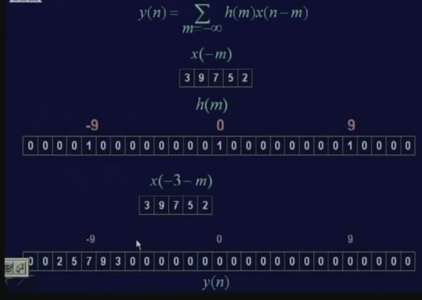 y(n) = ∑ h(m)x(n−m)
m=−∞
x(−m)
3 9 7 5 2
h(m)
-9 0 9
0 0 0 0 1 0 0 0 0 0 0 0 0 1 0 0 0 0 0 0 0 0 1 0 0 0 0
x(−3−m)
3 9 7 5 2
-9 0 9
0 0 2 5 7 9 3 0 0 0 0 0 0 0 0 0 0 0 0 0 0 0 0 0 0 0 0
y(n)